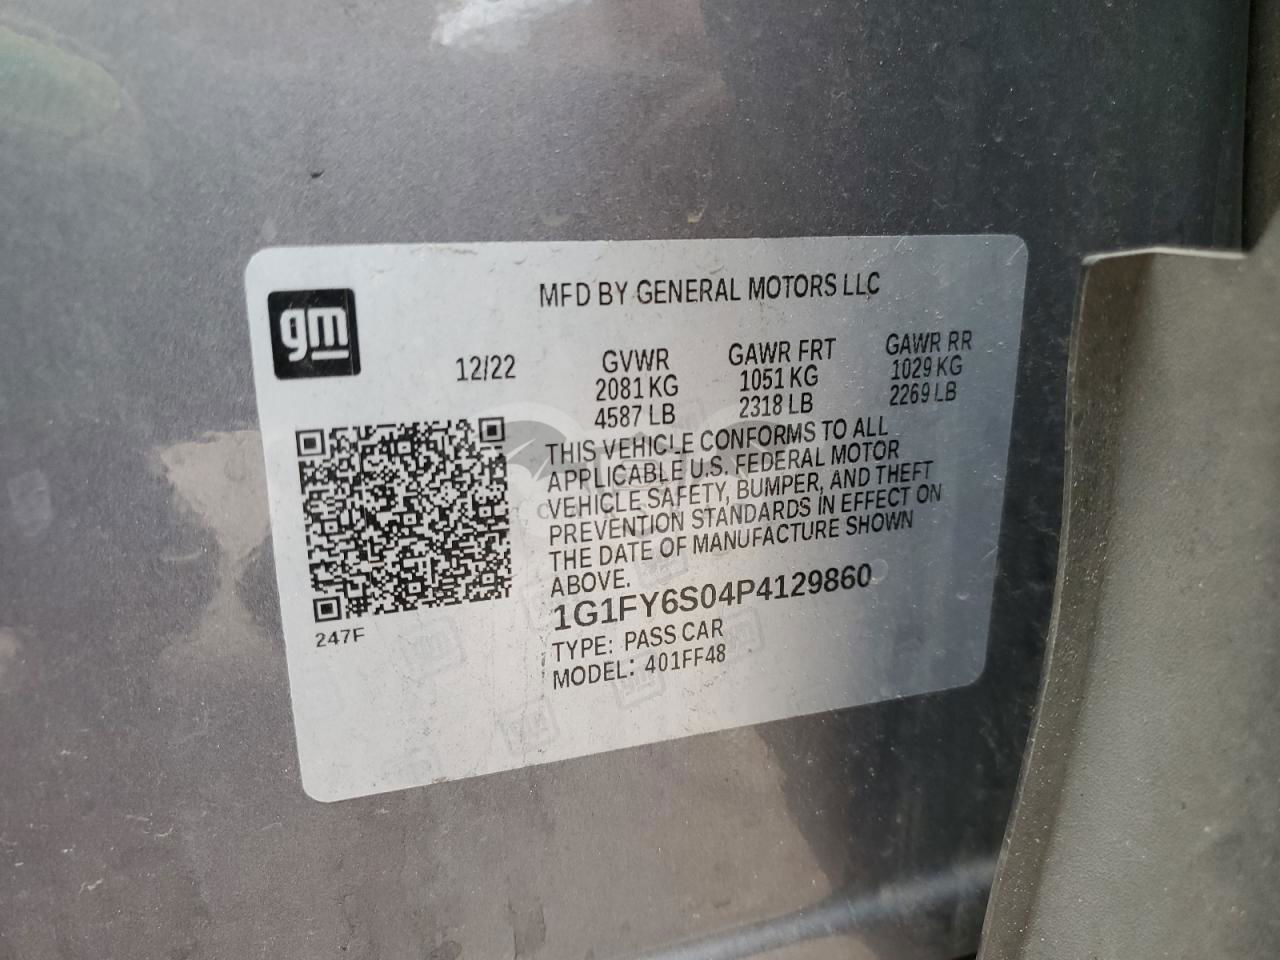 gm
MFD BY GENERAL MOTORS LLC
12/22
GVWR
2081 KG
4587 LB
GAWR FRT
1051 KG
2318 LB
GAWR RR
1029 KG
2269 LB
THIS VEHICLE CONFORMS TO ALL
APPLICABLE U.S. FEDERAL MOTOR
VEHICLE SAFETY, BUMPER, AND THEFT
PREVENTION STANDARDS IN EFFECT ON
THE DATE OF MANUFACTURE SHOWN
ABOVE.
1G1FY6S04P4129860
TYPE: PASS CAR
MODEL: 401FF48
247F